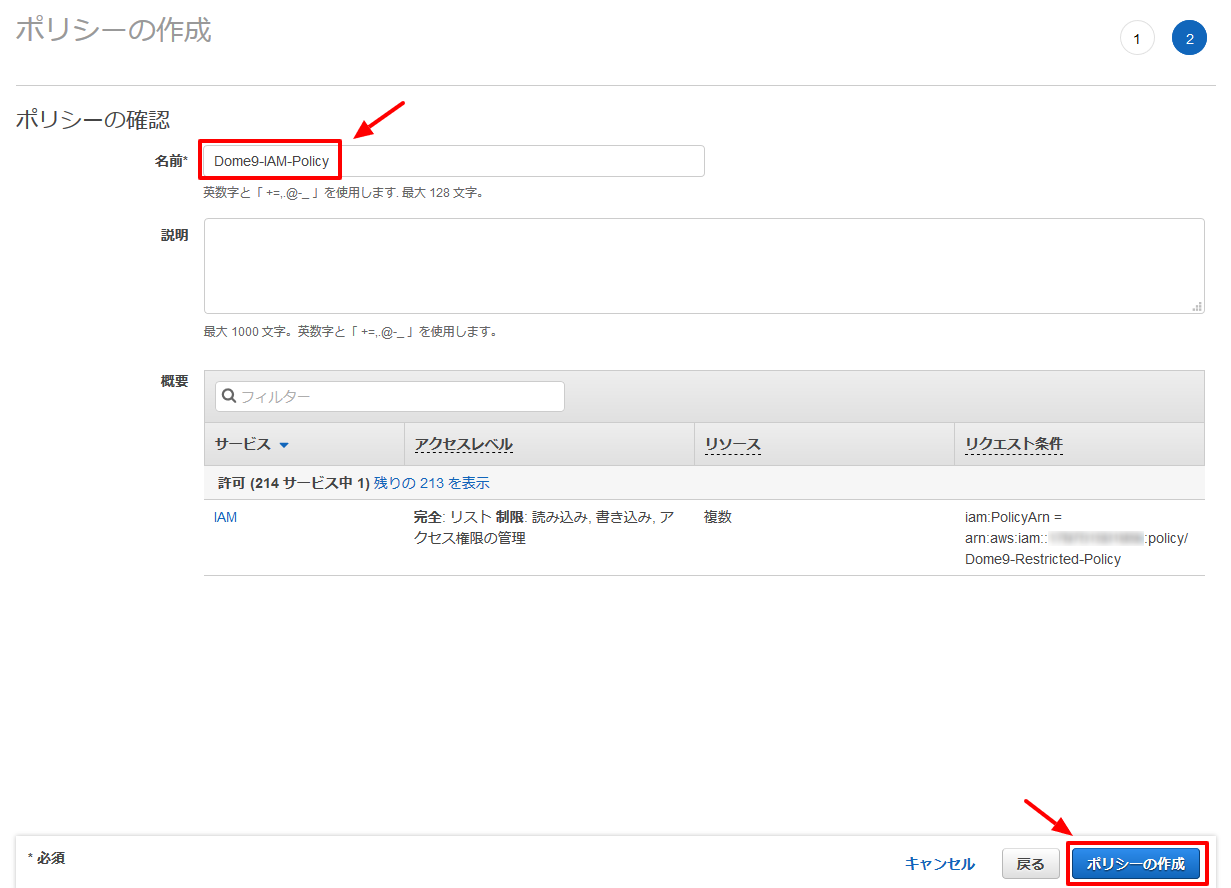 ポリシーの作成
1
2
ポリシーの確認
名前*
Dome9-IAM-Policy
英数字と「 +=,.@-_ 」を使用します. 最大 128 文字。
説明
最大 1000 文字。英数字と「 +=,.@-_ 」を使用します。
概要
フィルター
サービス アクセスレベル リソース リクエスト条件
許可 (214 サービス中 1) 残りの 213 を表示
IAM
完全: リスト 制限: 読み込み, 書き込み, ア
クセス権限の管理
複数
iam:PolicyArn =
arn:aws:iam:: :policy/
Dome9-Restricted-Policy
* 必須
キャンセル
戻る
ポリシーの作成